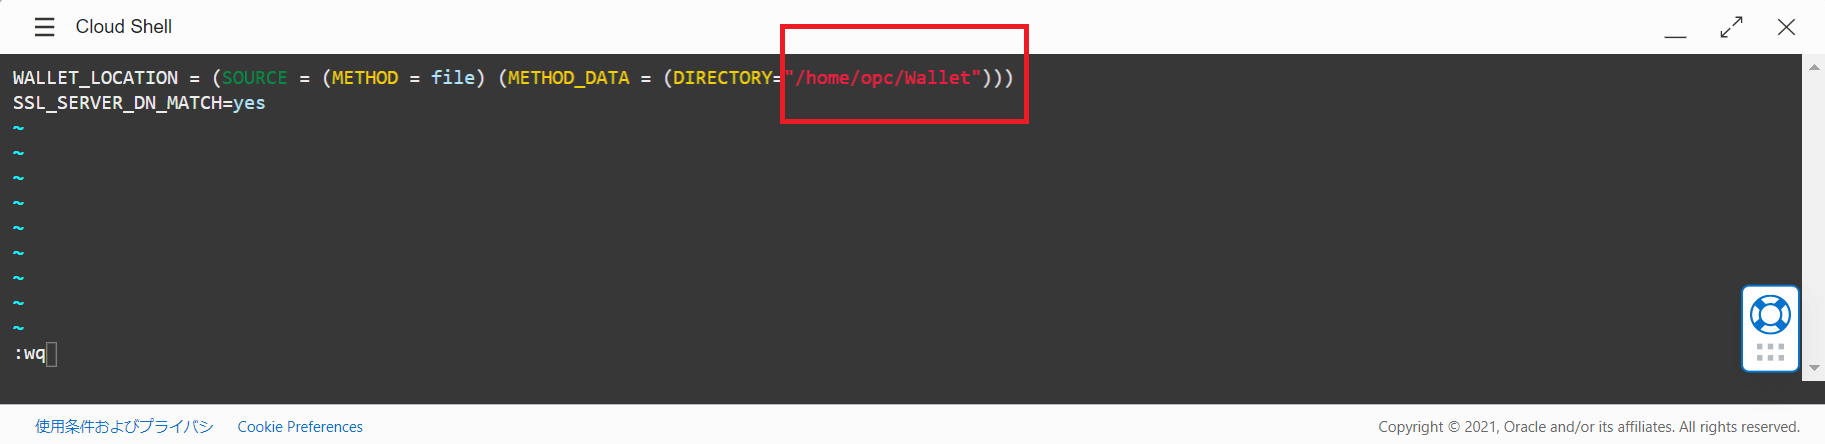 Cloud Shell
WALLET_LOCATION = (SOURCE = (METHOD = file) (METHOD_DATA = (DIRECTORY="/home/opc/Wallet")))
SSL_SERVER_DN_MATCH=yes
~
~
~
~
~
~
~
~
~
:wq
使用条件およびプライバシ Cookie Preferences Copyright © 2021, Oracle and/or its affiliates. All rights reserved.